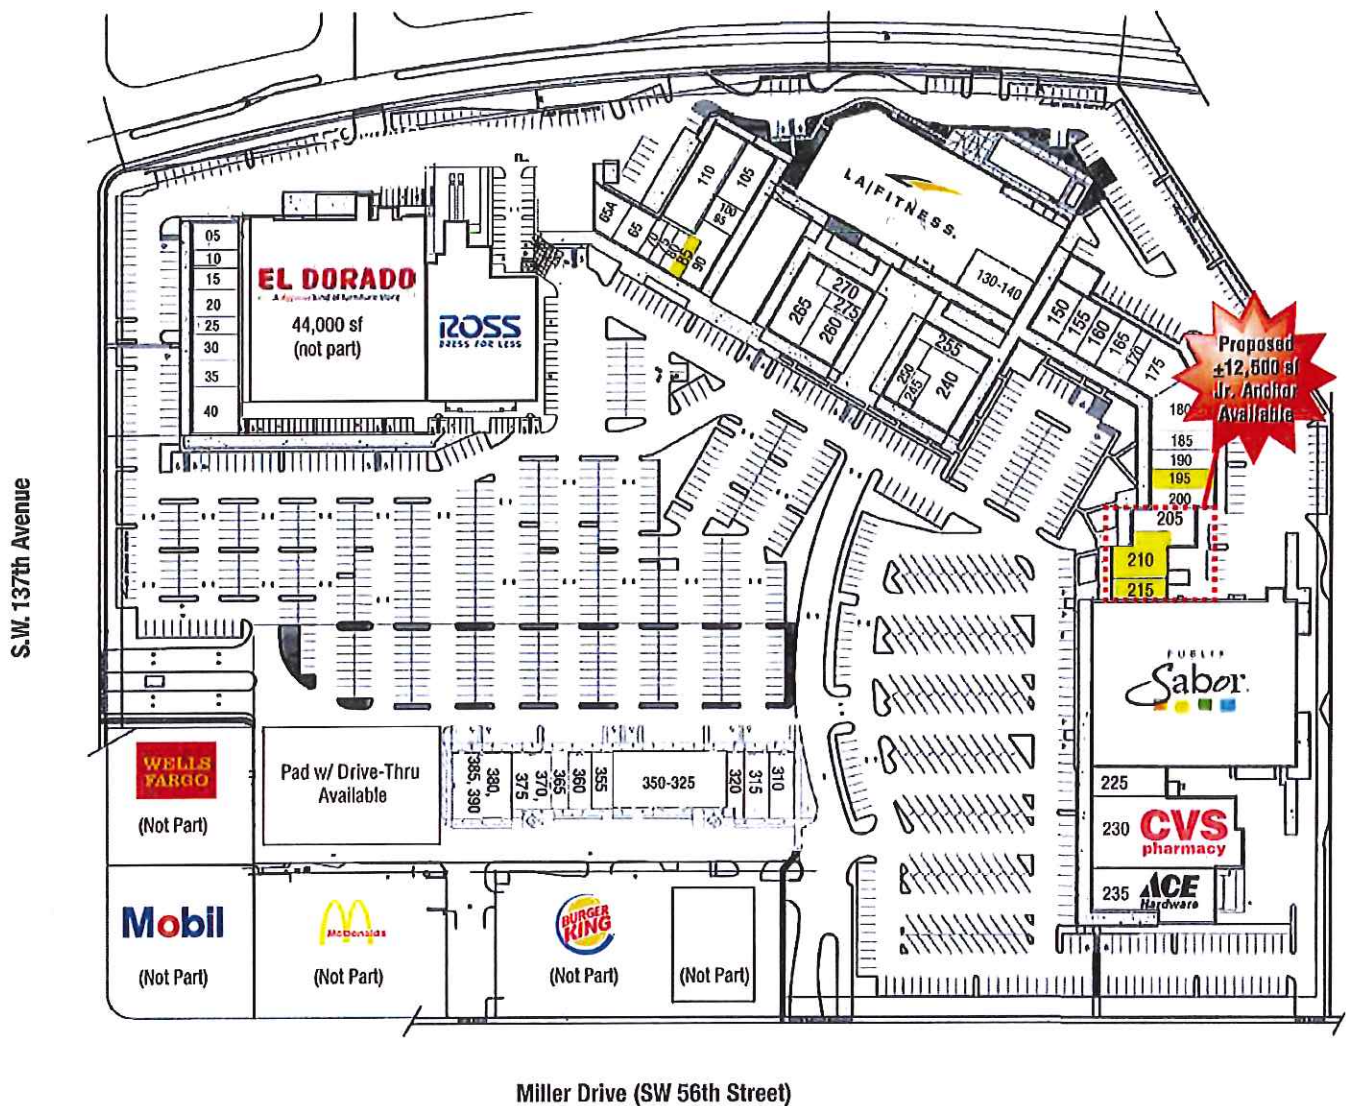 LA|FITNESS.
110
105
100
95
65A
65
85
90
130-140
270
275
265
260
255
250
245
240
150
155
160
165
170
175
180
185
190
195
200
205
210
215
Proposed
±12,500 sf
Jr. Anchor
Available
05
10
15
20
25
30
35
40
EL DORADO
44,000 sf
(not part)
ROSS
DRESS FOR LESS
S.W. 137th Avenue
PUBLIX
Sabor.
225
230
CVS
pharmacy
235
ACE
Hardware
WELLS
FARGO
(Not Part)
Pad w/ Drive-Thru
Available
385, 390
380,
375
370,
365
360
355
350-325
320
315
310
Mobil
(Not Part)
McDonalds
(Not Part)
BURGER
KING
(Not Part)
(Not Part)
Miller Drive (SW 56th Street)